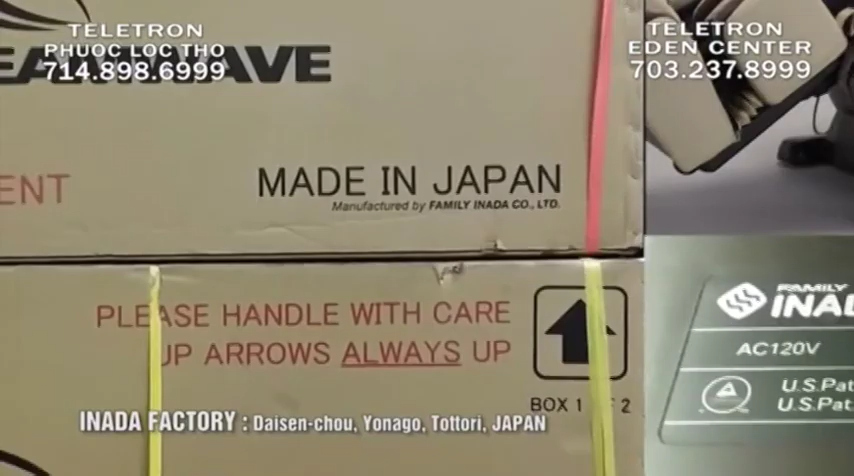 TELETRON
PHUOC LOC THO
714.898.6999
TELETRON
EDEN CENTER
703.237.8999
MADE IN JAPAN
Manufactured by FAMILY INADA CO., LTD.
PLEASE HANDLE WITH CARE
UP ARROWS ALWAYS UP
BOX 1 2
INADA FACTORY : Daisen-chou, Yonago, Tottori, JAPAN
FAMILY
AC120V
U.S.Pat
U.S.Pat